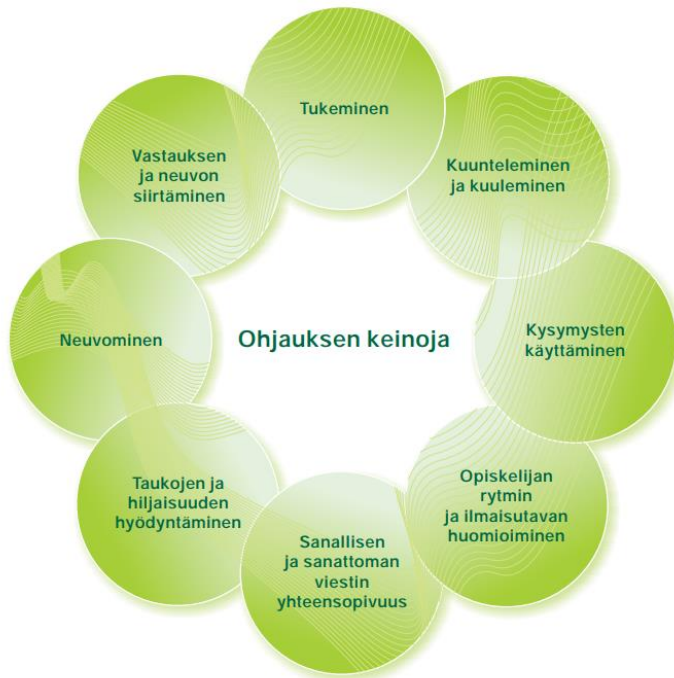 Ohjauksen keinoja
Tukeminen
Kuunteleminen
ja kuuleminen
Kysymysten
käyttäminen
Opiskelijan
rytmin
ja ilmaisutavan
huomioiminen
Sanallisen
ja sanattoman
viestin
yhteensopivuus
Taukojen ja
hiljaisuuden
hyödyntäminen
Neuvominen
Vastauksen
ja neuvon
siirtäminen